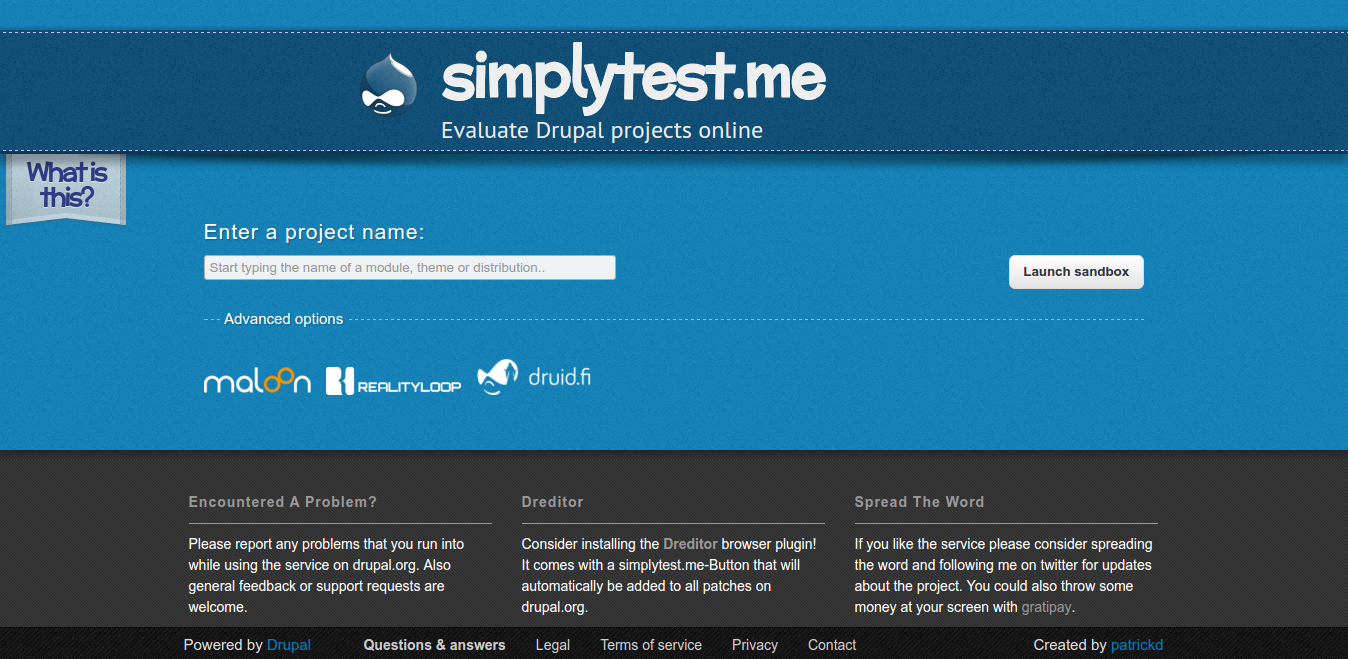 simplytest.me
Evaluate Drupal projects online
What is
this?
Enter a project name:
Start typing the name of a module, theme or distribution..
Launch sandbox
Advanced options
maloon REALITYLOOP druid.fi
Encountered A Problem?
Please report any problems that you run into
while using the service on drupal.org. Also
general feedback or support requests are
welcome.
Dreditor
Consider installing the Dreditor browser plugin!
It comes with a simplytest.me-Button that will
automatically be added to all patches on
drupal.org.
Spread The Word
If you like the service please consider spreading
the word and following me on twitter for updates
about the project. You could also throw some
money at your screen with gratipay.
Powered by Drupal Questions & answers Legal Terms of service Privacy Contact Created by patrickd